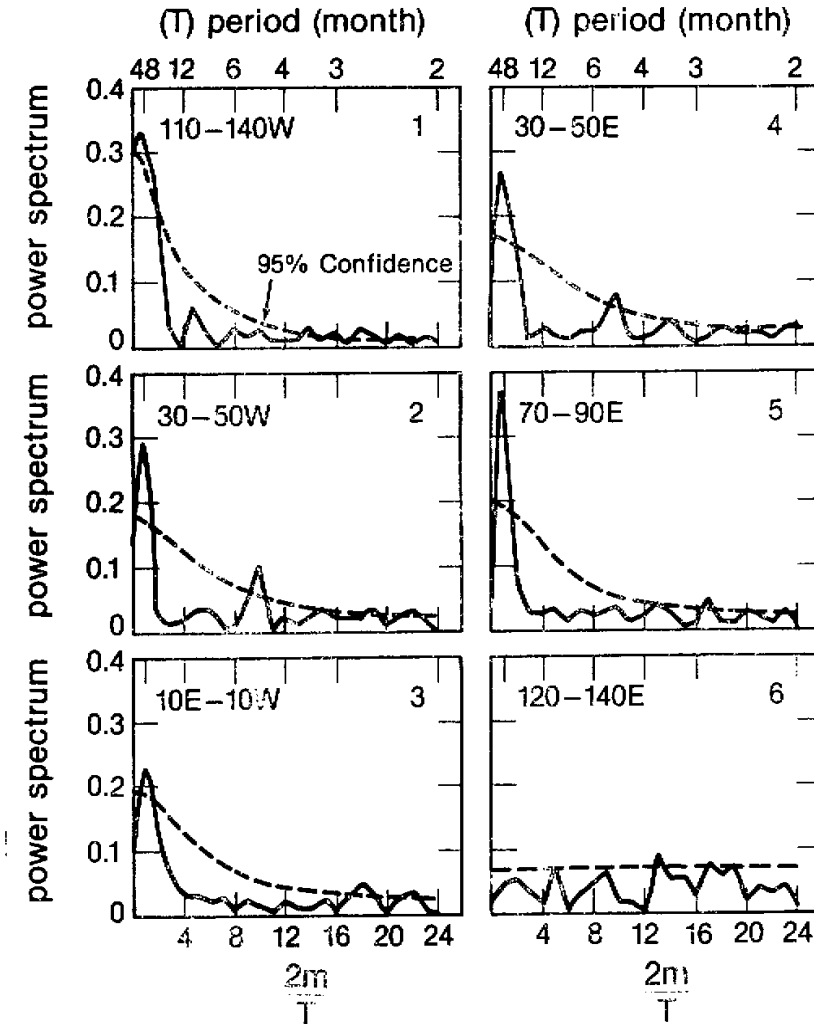 (T) period (month)
(T) period (month)
48 12 6 4 3 2
48 12 6 4 3 2
power spectrum
0.4
0.3
0.2
0.1
0
110–140W 1
95% Confidence
30–50E 4
power spectrum
0.4
0.3
0.2
0.1
0
30–50W 2
70–90E 5
power spectrum
0.4
0.3
0.2
0.1
0
10E–10W 3
120–140E 6
4 8 12 16 20 24
4 8 12 16 20 24
2m
T
2m
T